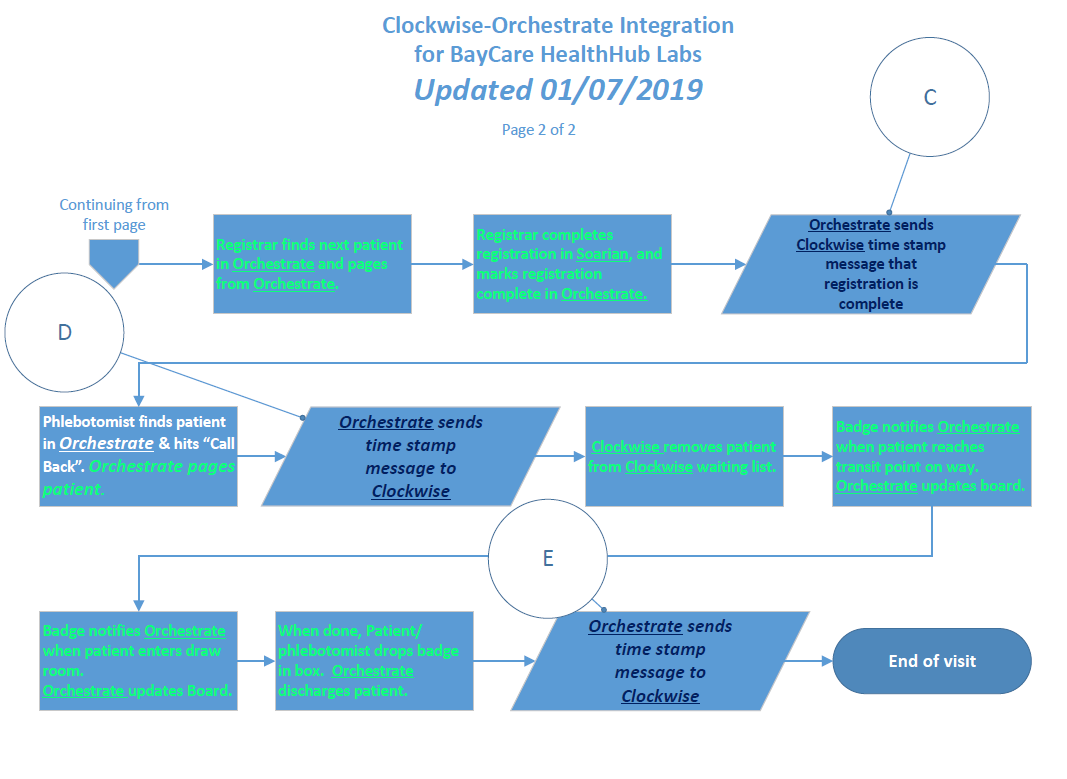 Clockwise-Orchestrate Integration
for BayCare HealthHub Labs
Updated 01/07/2019
Page 2 of 2
C
Continuing from
first page
Registrar finds next patient
in Orchestrate and pages
from Orchestrate.
Registrar completes
registration in Soarian, and
marks registration
complete in Orchestrate.
Orchestrate sends
Clockwise time stamp
message that
registration is
complete
D
Phlebotomist finds patient
in Orchestrate & hits “Call
Back”. Orchestrate pages
patient.
Orchestrate sends
time stamp
message to
Clockwise
Clockwise removes patient
from Clockwise waiting list.
Badge notifies Orchestrate
when patient reaches
transit point on way.
Orchestrate updates board.
E
Badge notifies Orchestrate
when patient enters draw
room.
Orchestrate updates Board.
When done, Patient/
phlebotomist drops badge
in box.  Orchestrate
discharges patient.
Orchestrate sends
time stamp
message to
Clockwise
End of visit